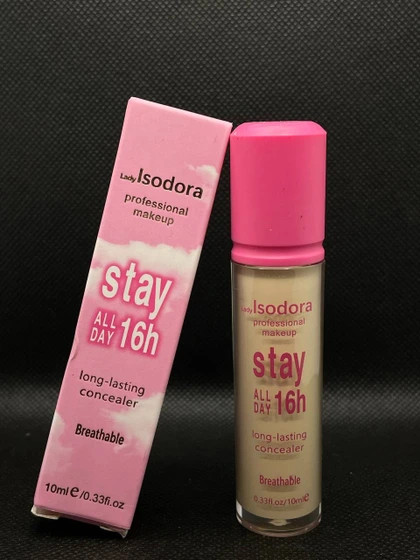 Lady Isodora
professional
makeup
stay
ALL
DAY 16h
long-lasting
concealer
Breathable
10ml e/0.33fl.oz
Lady Isodora
professional
makeup
stay
ALL
DAY 16h
long-lasting
concealer
Breathable
0.33fl/oz/10ml e